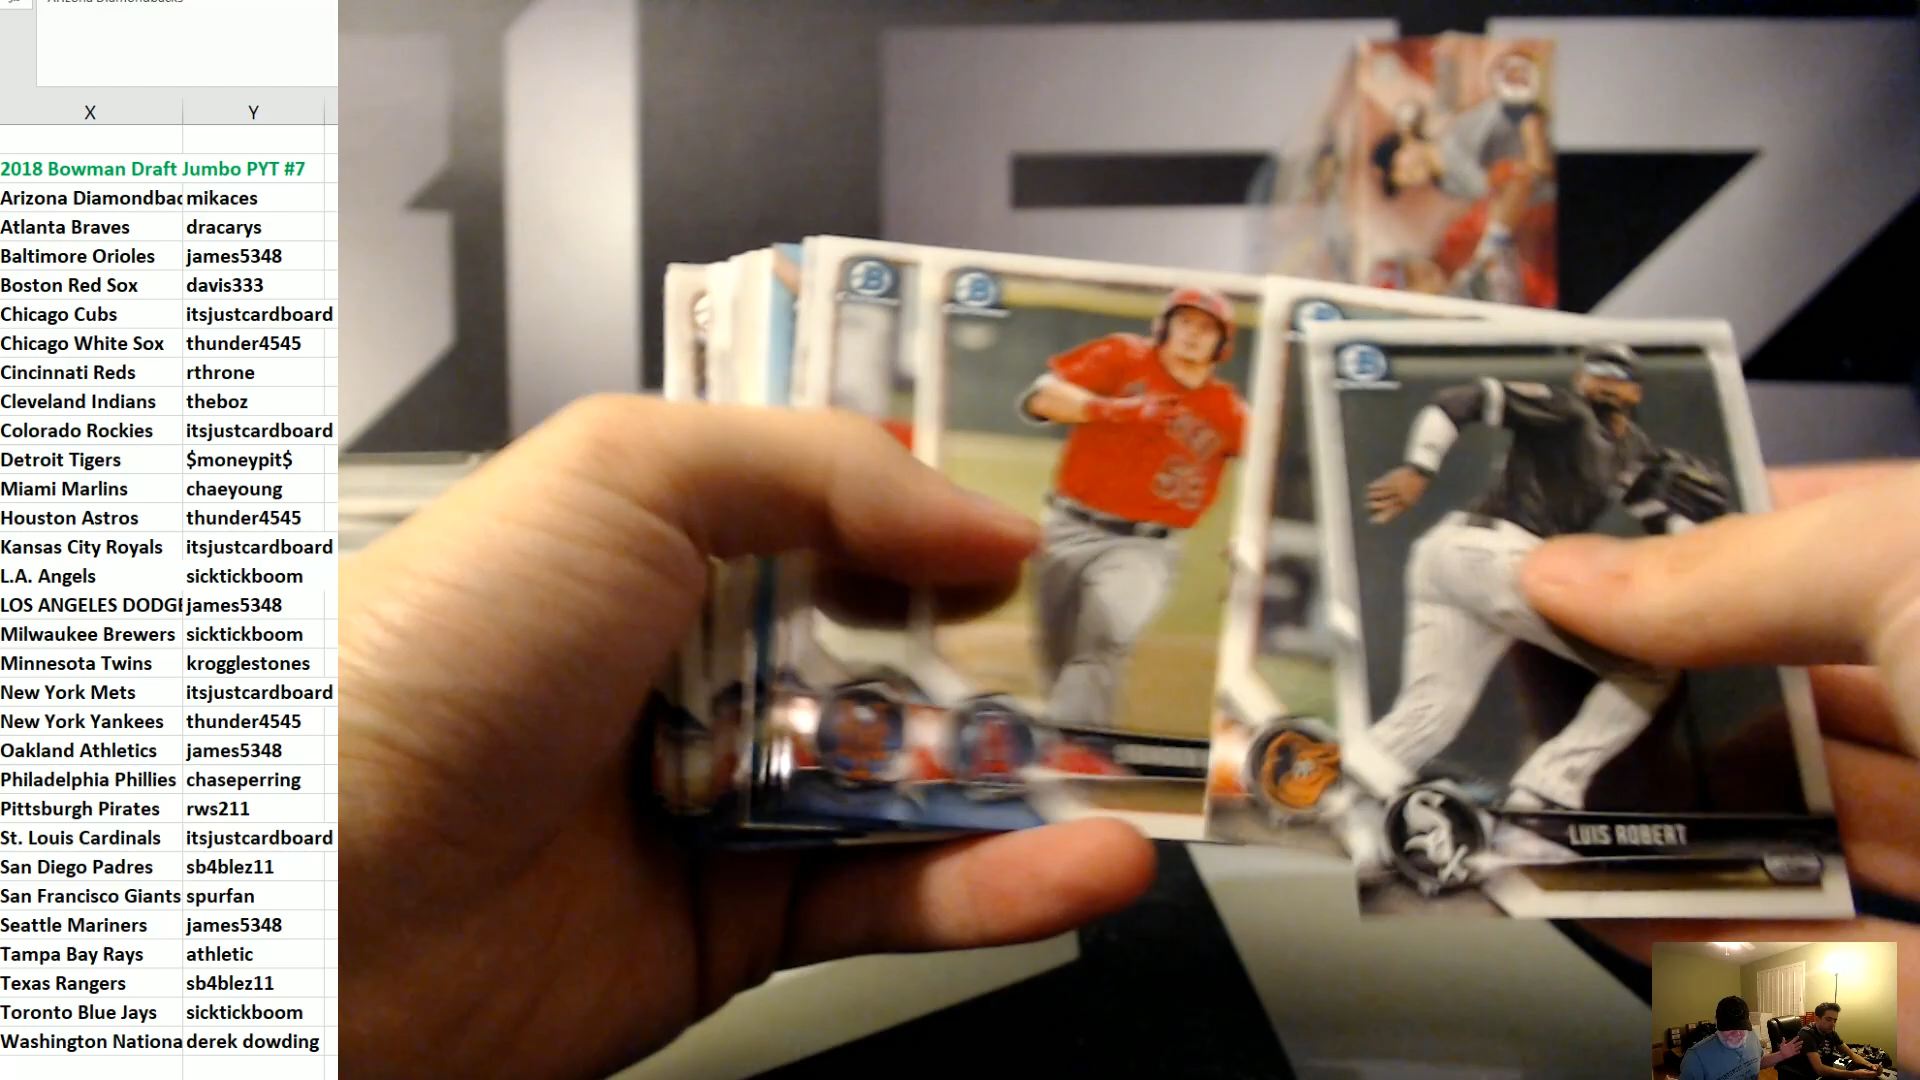 X Y
2018 Bowman Draft Jumbo PYT #7
Arizona Diamondbac mikaces
Atlanta Braves dracarys
Baltimore Orioles james5348
Boston Red Sox davis333
Chicago Cubs itsjustcardboard
Chicago White Sox thunder4545
Cincinnati Reds rthrone
Cleveland Indians theboz
Colorado Rockies itsjustcardboard
Detroit Tigers $moneypit$
Miami Marlins chaeyoung
Houston Astros thunder4545
Kansas City Royals itsjustcardboard
L.A. Angels sicktickboom
LOS ANGELES DODGE james5348
Milwaukee Brewers sicktickboom
Minnesota Twins krogglestones
New York Mets itsjustcardboard
New York Yankees thunder4545
Oakland Athletics james5348
Philadelphia Phillies chaseperring
Pittsburgh Pirates rws211
St. Louis Cardinals itsjustcardboard
San Diego Padres sb4blez11
San Francisco Giants spurfan
Seattle Mariners james5348
Tampa Bay Rays athletic
Texas Rangers sb4blez11
Toronto Blue Jays sicktickboom
Washington Nationa derek dowding
LUIS ROBERT